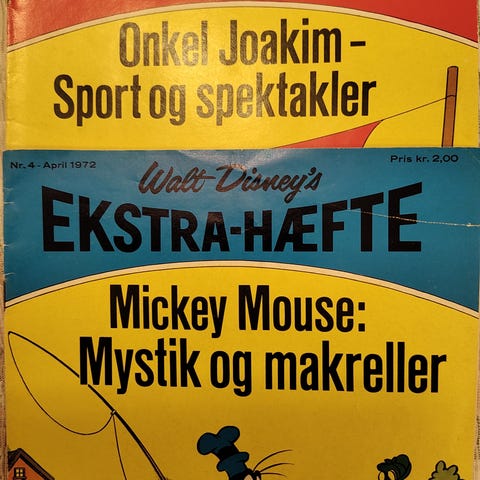 Onkel Joakim -
Sport og spektakler
Nr. 4 - April 1972
Pris kr. 2,00
Walt Disney's
EKSTRA-HÆFTE
Mickey Mouse:
Mystik og makreller